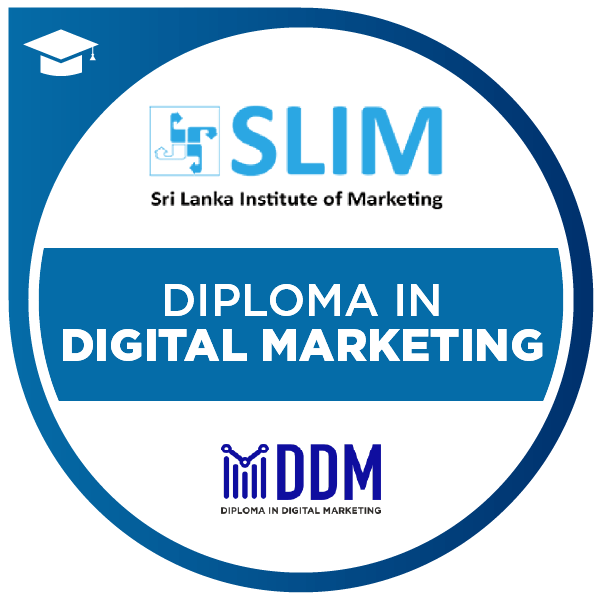 SLIM
Sri Lanka Institute of Marketing
DIPLOMA IN
DIGITAL MARKETING
DDM
DIPLOMA IN DIGITAL MARKETING